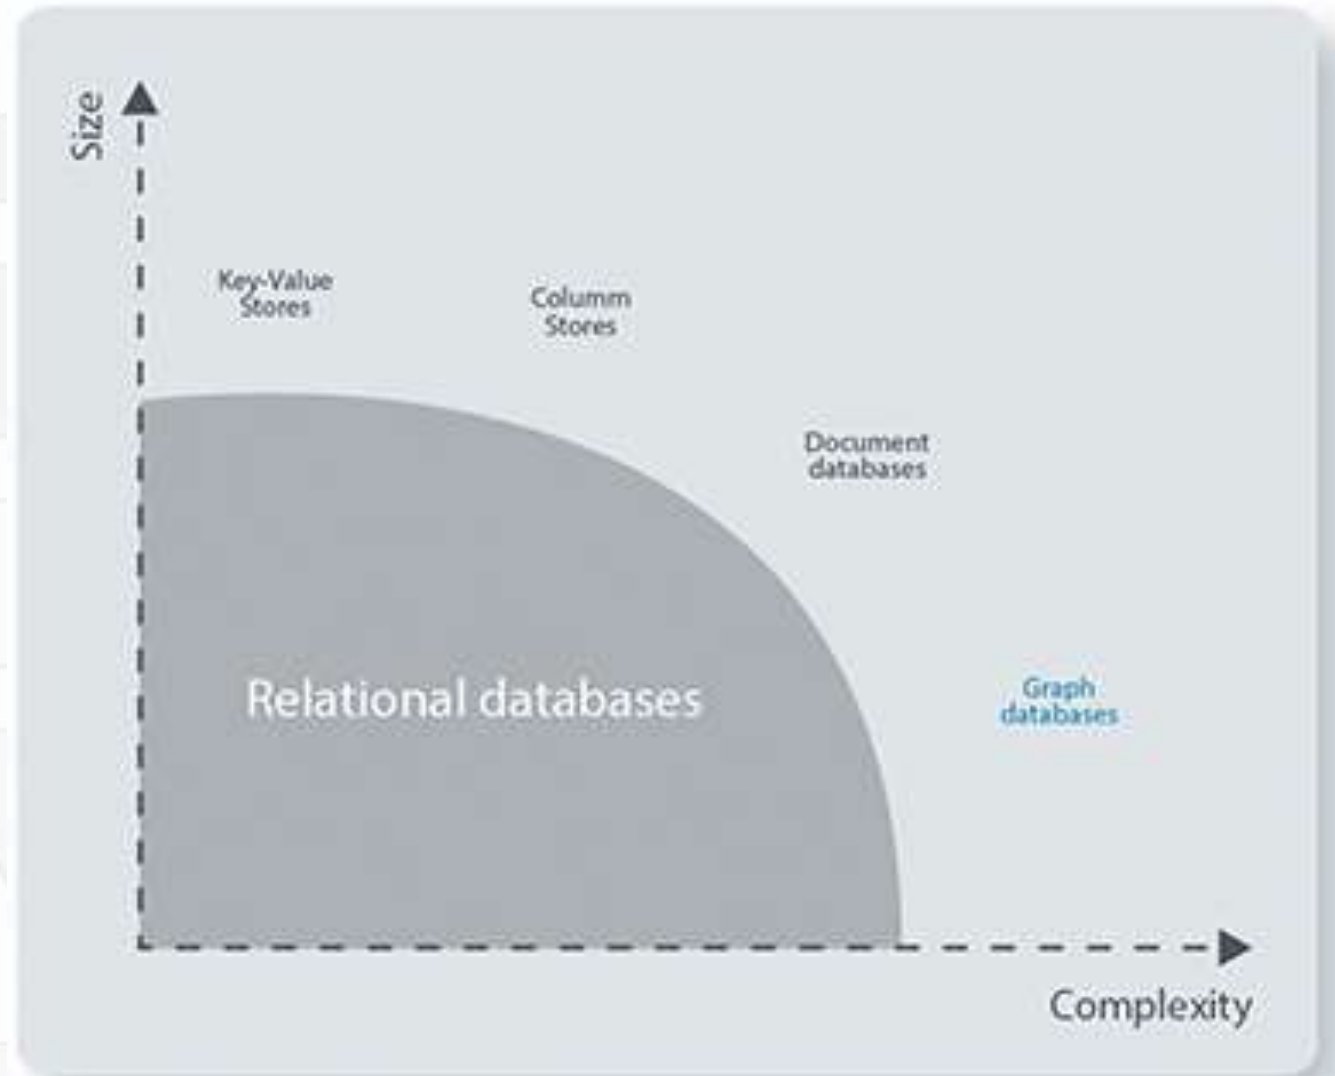 Size
Key-Value
Stores
Columm
Stores
Document
databases
Relational databases
Graph
databases
Complexity